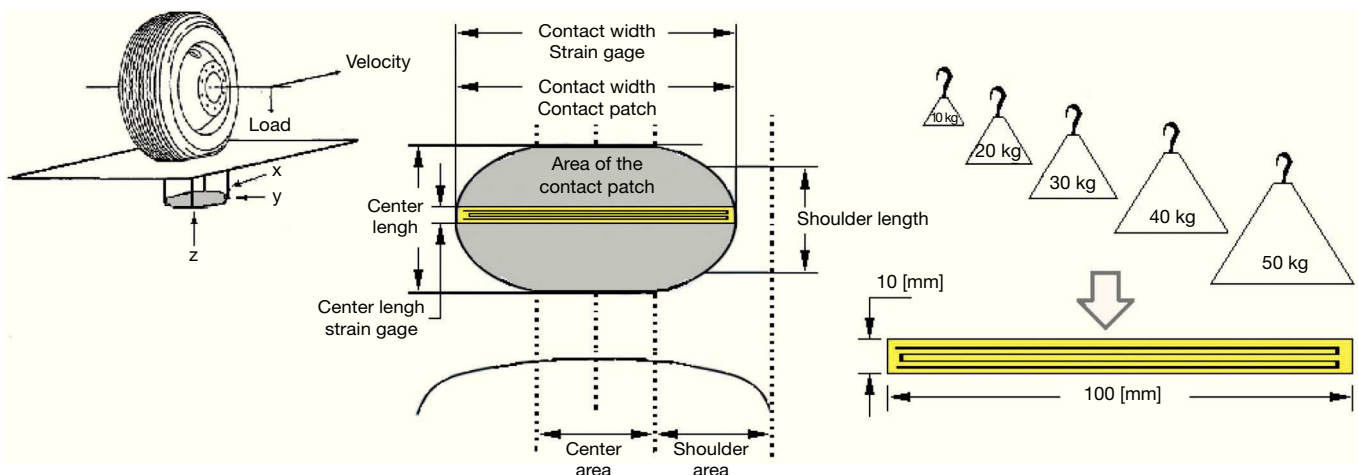 Velocity
Load
x
y
z
Contact width
Strain gage
Contact width
Contact patch
Area of the
contact patch
Center
lengh
Shoulder length
Center lengh
strain gage
Center
area
Shoulder
area
10 kg
20 kg
30 kg
40 kg
50 kg
10 [mm]
100 [mm]